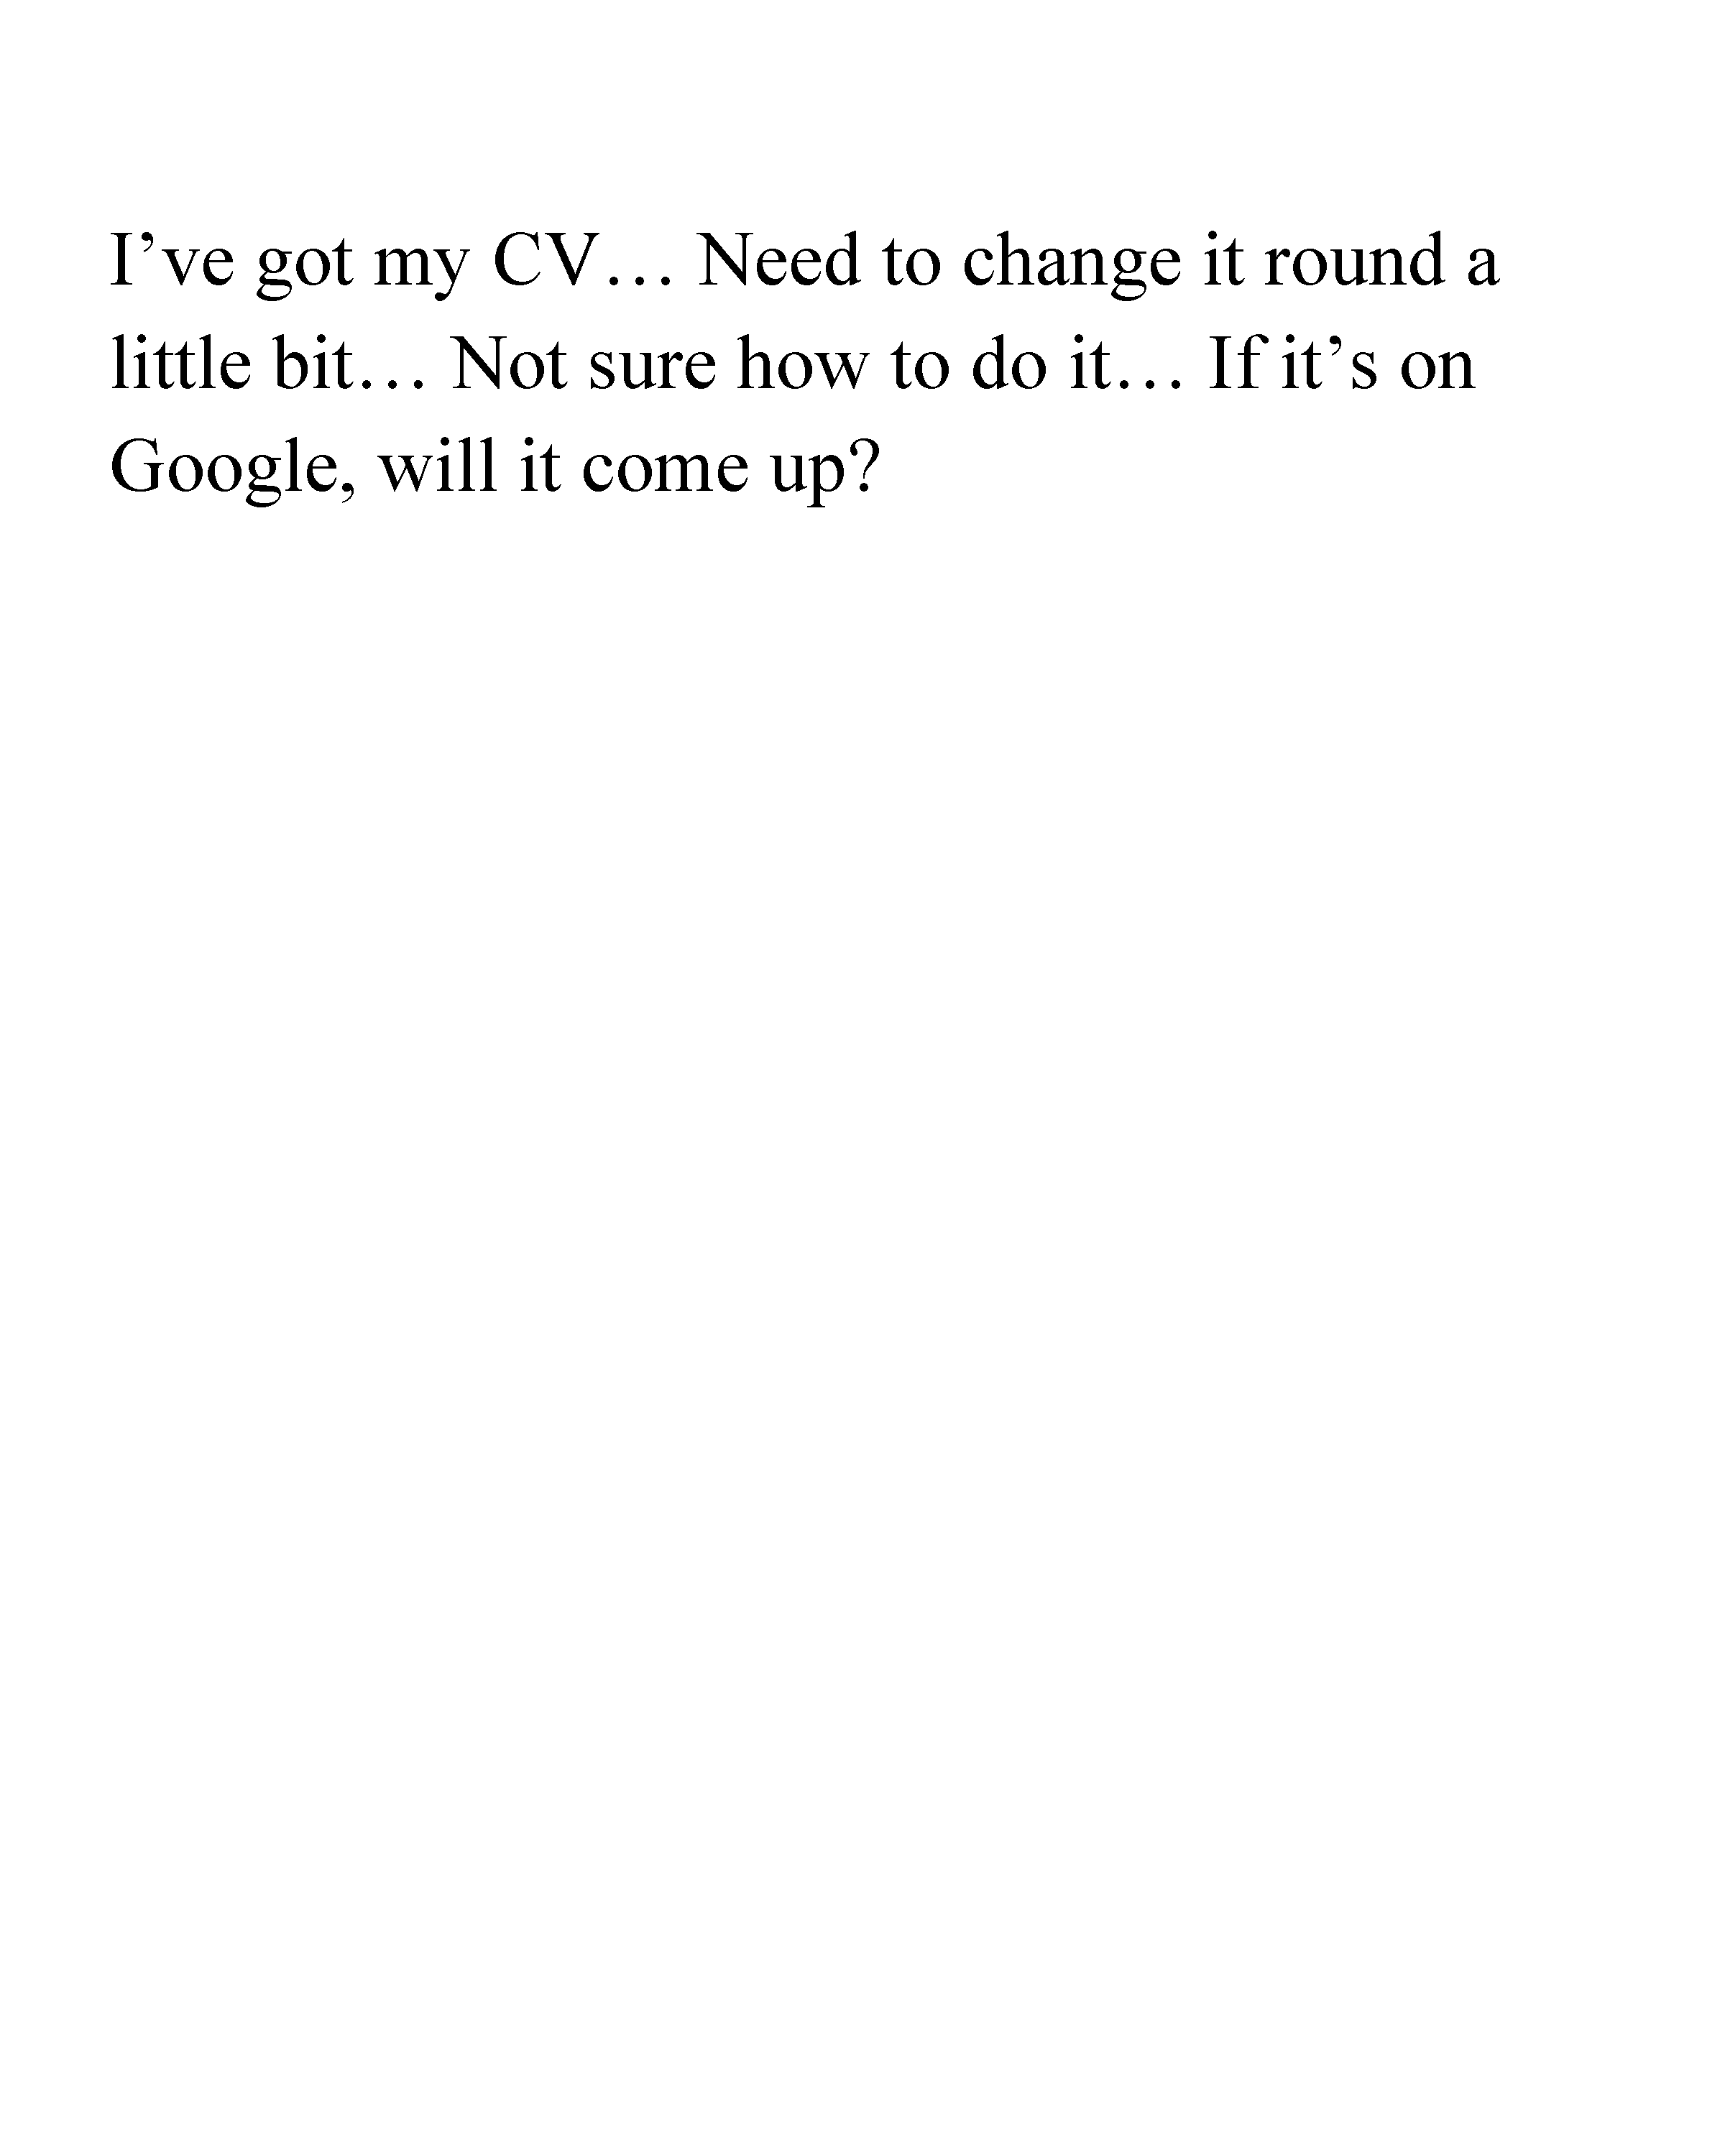 I’ve got my CV… Need to change it round a
little bit… Not sure how to do it… If it’s on
Google, will it come up?